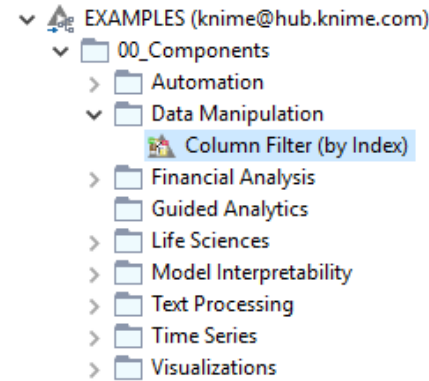 EXAMPLES (knime@hub.knime.com)
00_Components
Automation
Data Manipulation
Column Filter (by Index)
Financial Analysis
Guided Analytics
Life Sciences
Model Interpretability
Text Processing
Time Series
Visualizations